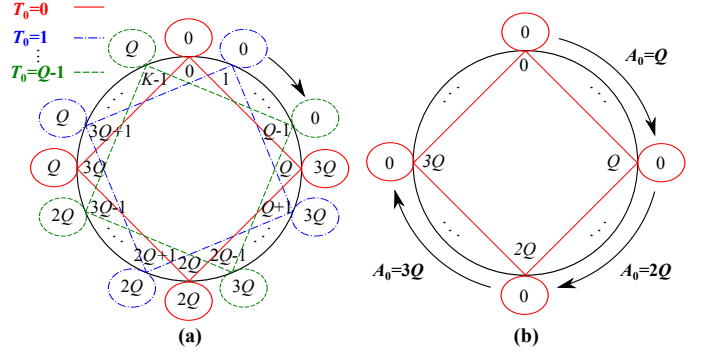 T₀=0
T₀=1
⋮
T₀=Q-1
Q 0 0
K-1 0 1
... ...
Q 3Q+1 Q-1 0
Q 3Q Q 3Q
2Q 3Q-1 Q+1 3Q
... 2Q+1 2Q 2Q-1 ...
2Q 2Q 3Q
(a)
0
0
A₀=Q
... ...
0 3Q Q 0
... ...
2Q
A₀=3Q A₀=2Q
0
(b)